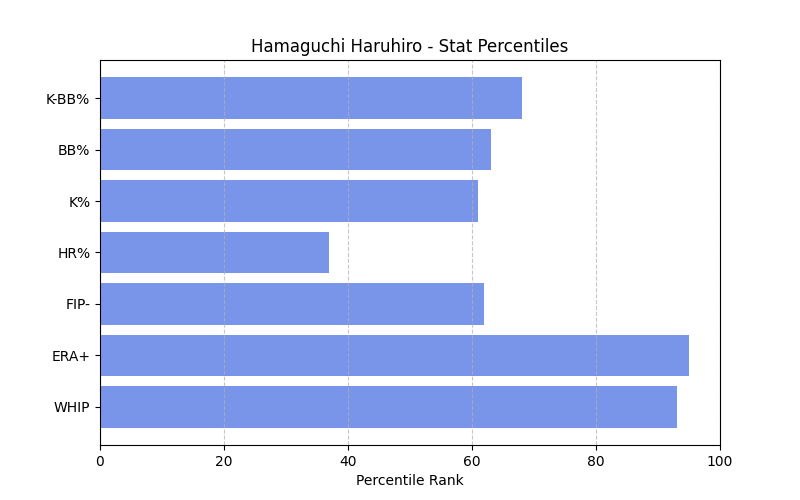 Hamaguchi Haruhiro - Stat Percentiles
K-BB%
BB%
K%
HR%
FIP-
ERA+
WHIP
0 20 40 60 80 100
Percentile Rank